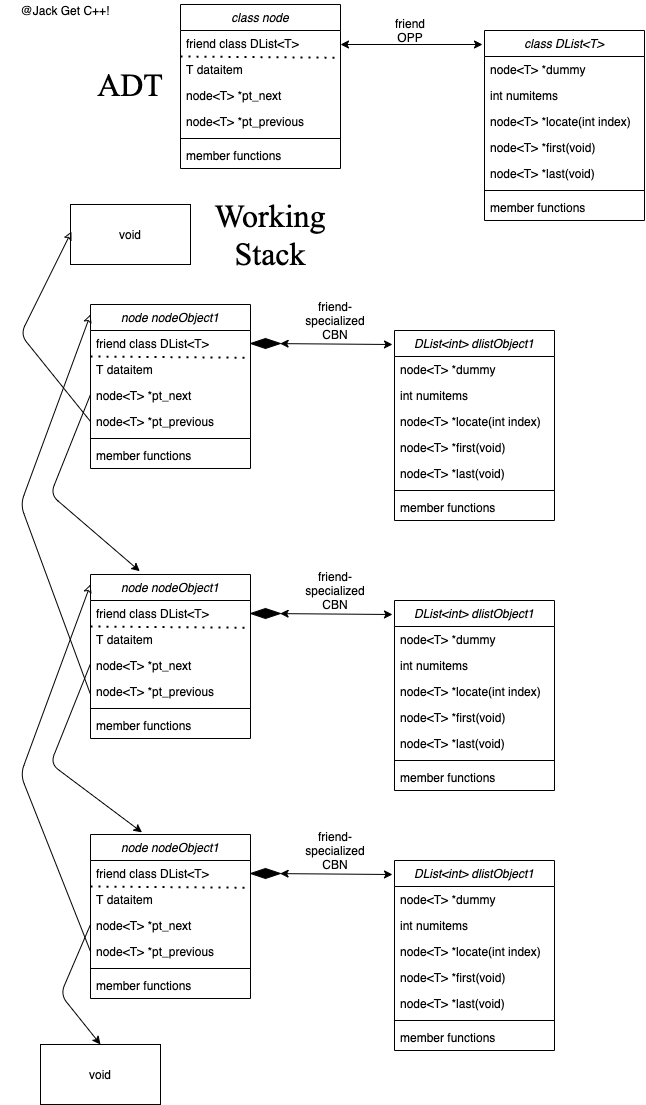 @Jack Get C++!
class node
friend class DList<T>
T dataitem
node<T> *pt_next
node<T> *pt_previous
member functions
ADT
friend
OPP
class DList<T>
node<T> *dummy
int numitems
node<T> *locate(int index)
node<T> *first(void)
node<T> *last(void)
member functions
void
Working
Stack
node nodeObject1
friend class DList<T>
T dataitem
node<T> *pt_next
node<T> *pt_previous
member functions
friend-
specialized
CBN
DList<int> dlistObject1
node<T> *dummy
int numitems
node<T> *locate(int index)
node<T> *first(void)
node<T> *last(void)
member functions
node nodeObject1
friend class DList<T>
T dataitem
node<T> *pt_next
node<T> *pt_previous
member functions
friend-
specialized
CBN
DList<int> dlistObject1
node<T> *dummy
int numitems
node<T> *locate(int index)
node<T> *first(void)
node<T> *last(void)
member functions
node nodeObject1
friend class DList<T>
T dataitem
node<T> *pt_next
node<T> *pt_previous
member functions
friend-
specialized
CBN
DList<int> dlistObject1
node<T> *dummy
int numitems
node<T> *locate(int index)
node<T> *first(void)
node<T> *last(void)
member functions
void